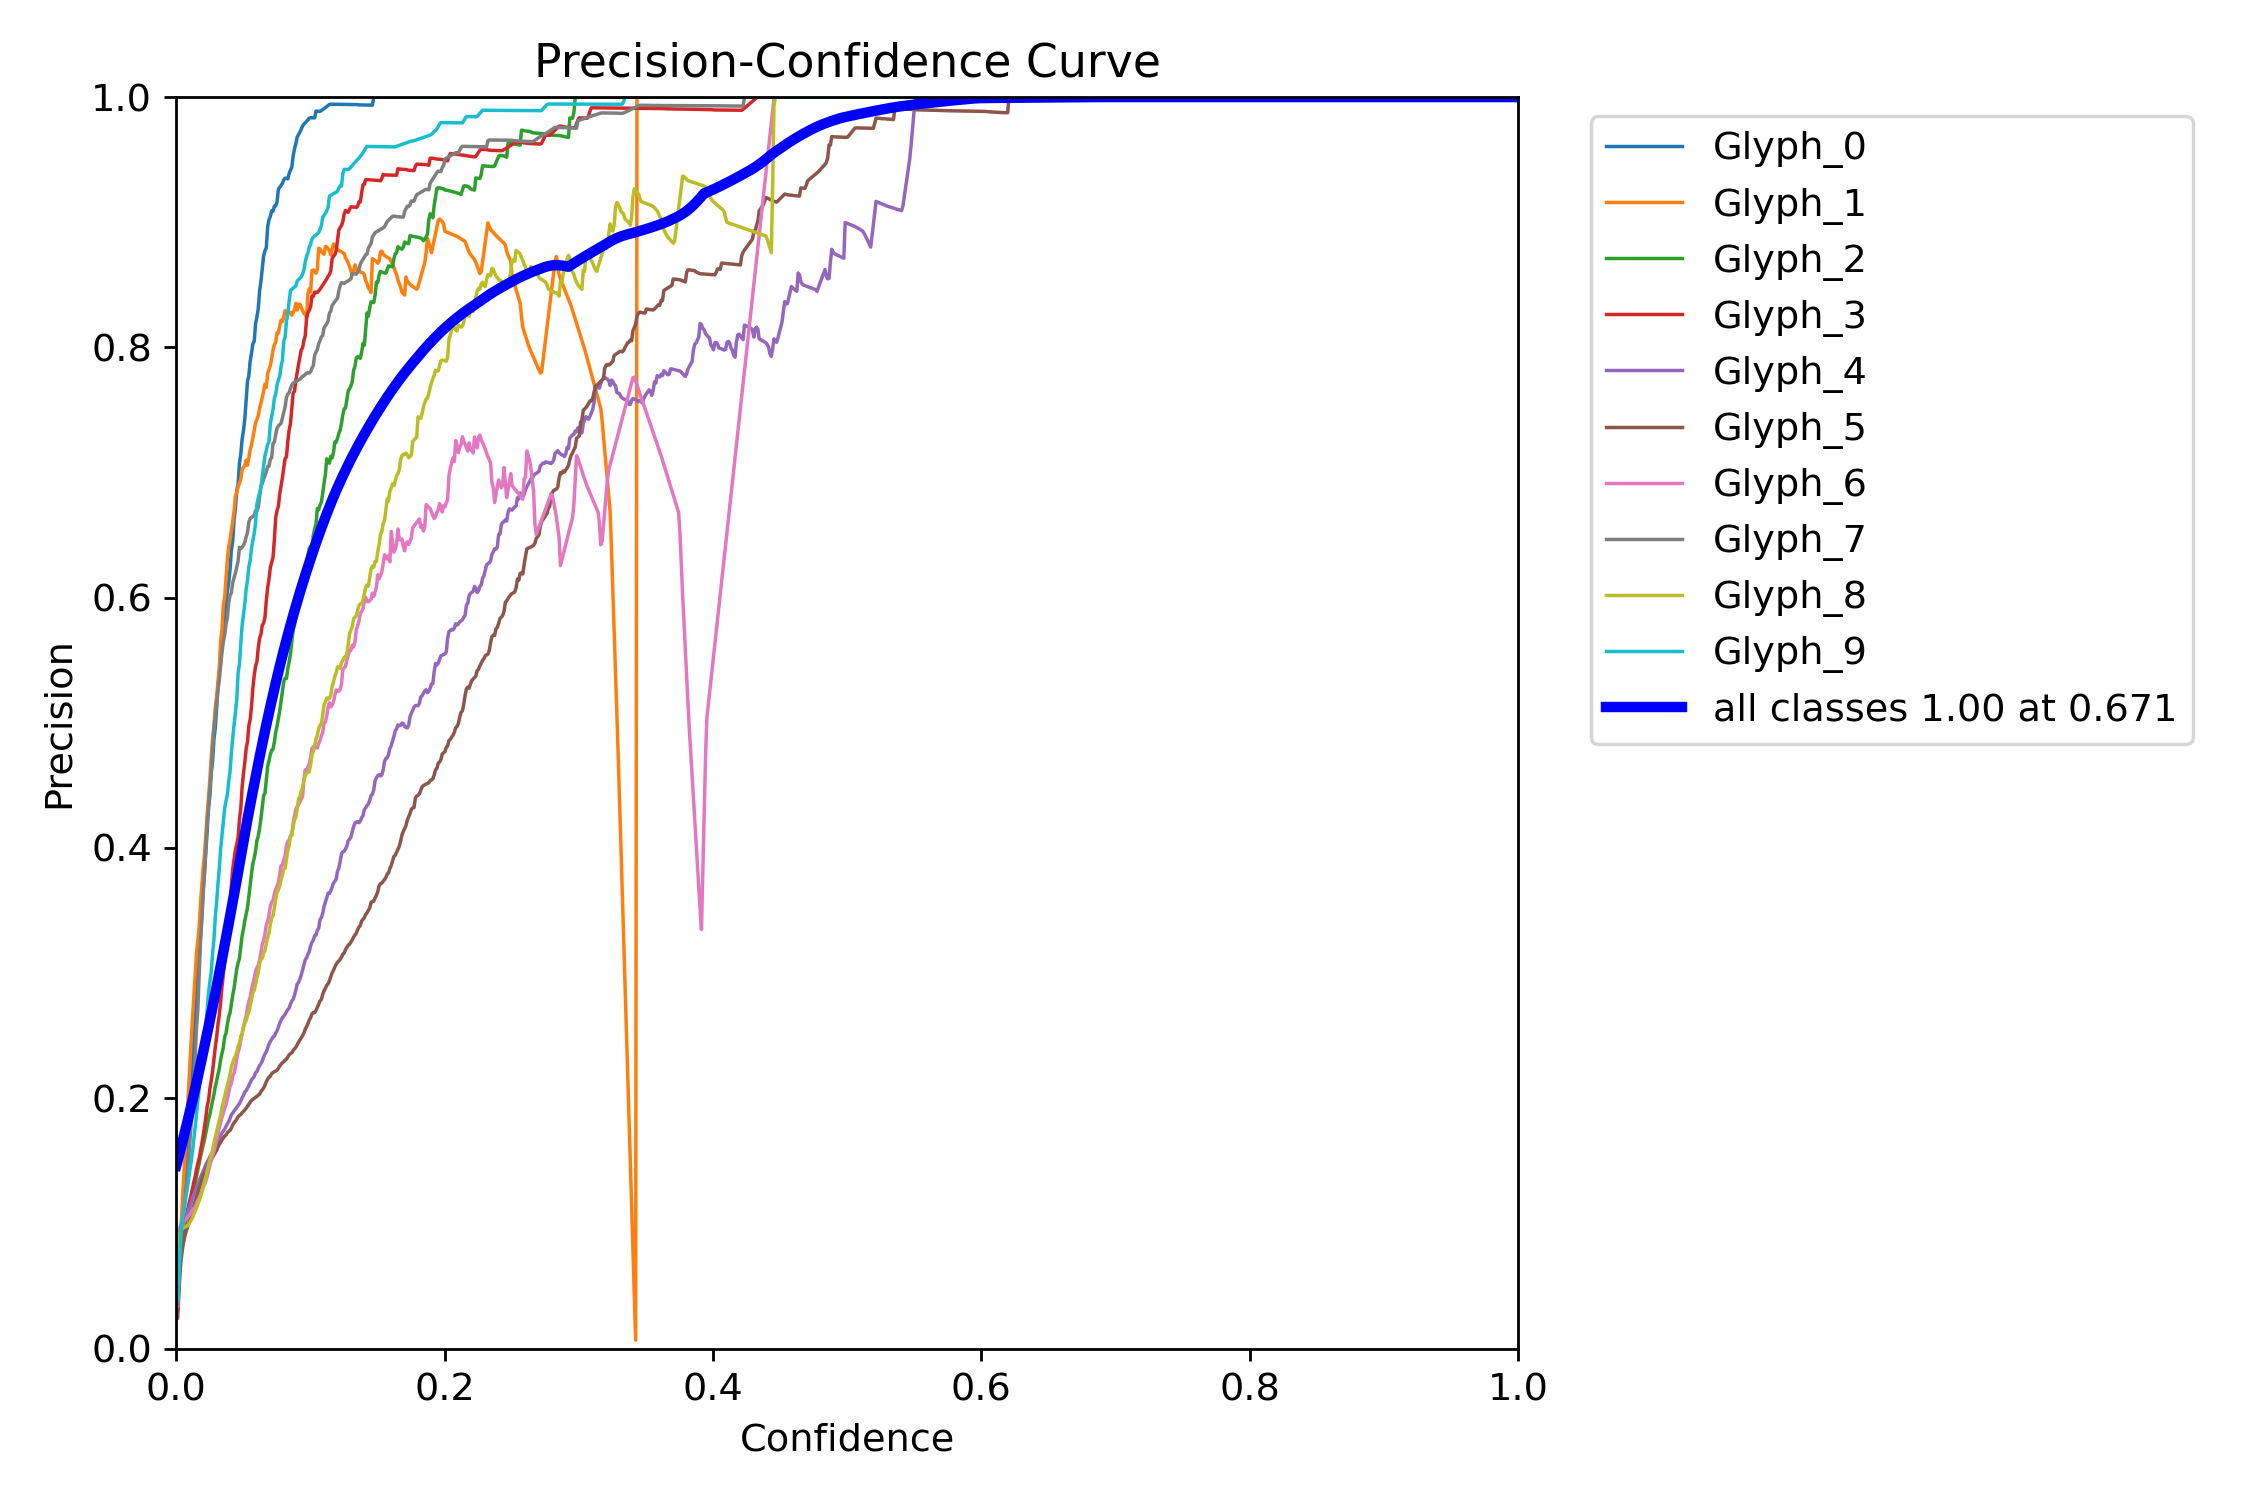 Precision-Confidence Curve
1.0
0.8
0.6
0.4
0.2
0.0
Precision
0.0 0.2 0.4 0.6 0.8 1.0
Confidence
Glyph_0
Glyph_1
Glyph_2
Glyph_3
Glyph_4
Glyph_5
Glyph_6
Glyph_7
Glyph_8
Glyph_9
all classes 1.00 at 0.671